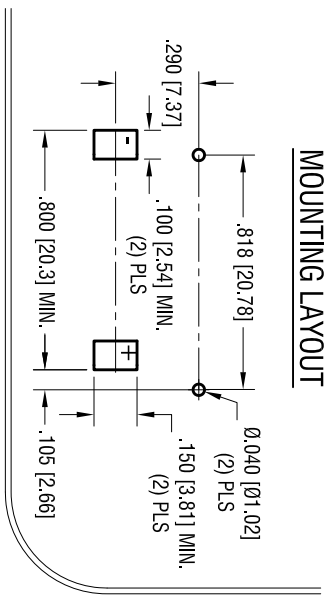 MOUNTING LAYOUT
.818 [20.78]
Ø.040 [Ø1.02]
(2) PLS
.290 [7.37]
-
+
.100 [2.54] MIN.
(2) PLS
.150 [3.81] MIN.
(2) PLS
.800 [20.3] MIN.
.105 [2.66]